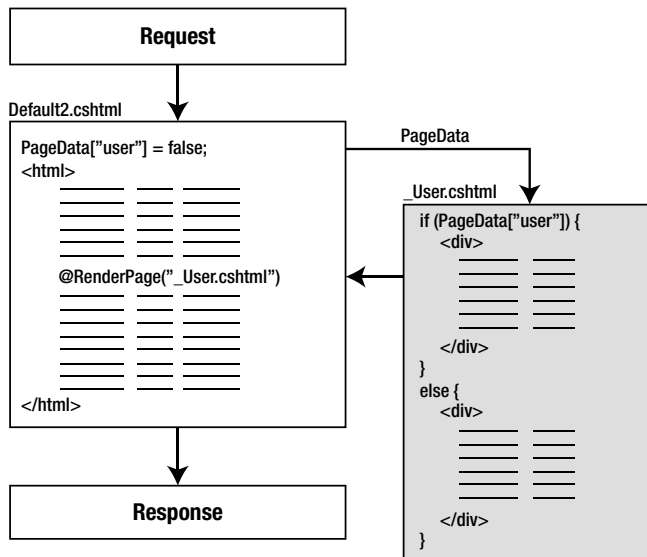 Request
Default2.cshtml
PageData["user"] = false;
<html>
@RenderPage("_User.cshtml")
</html>
Response
PageData
_User.cshtml
if (PageData["user"]) {
<div>
</div>
}
else {
<div>
</div>
}